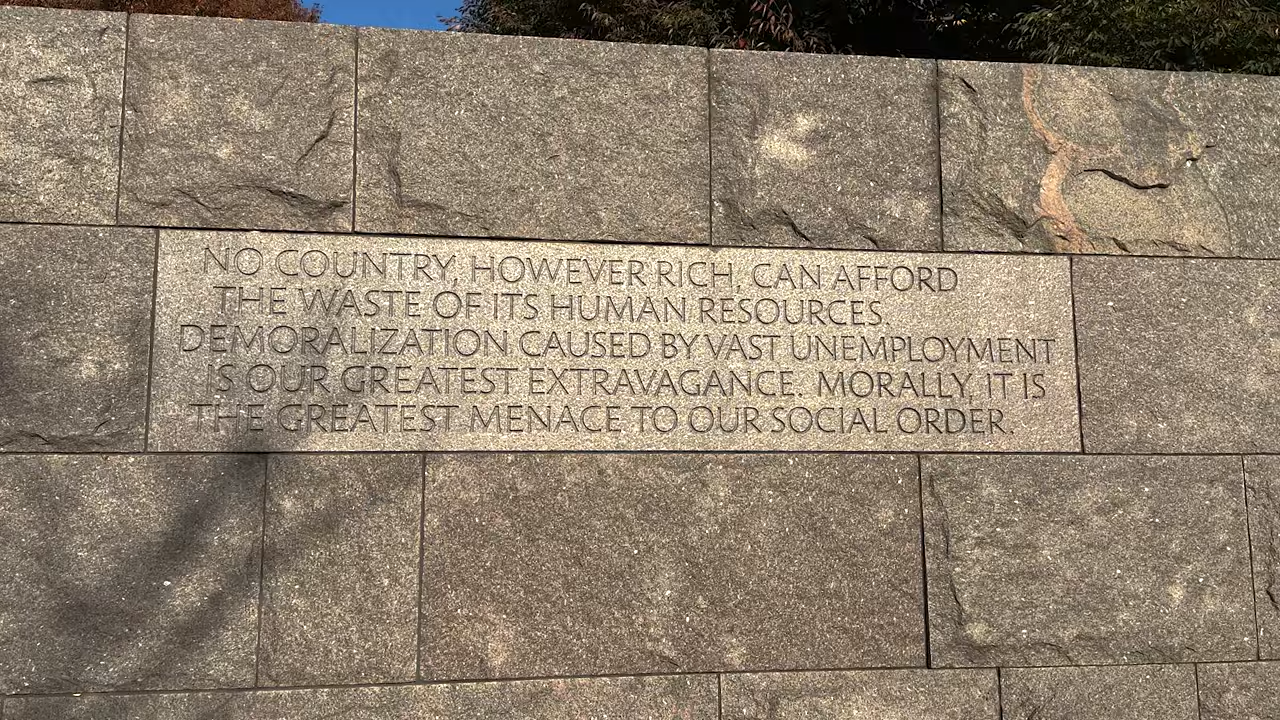 NO COUNTRY, HOWEVER RICH, CAN AFFORD
THE WASTE OF ITS HUMAN RESOURCES.
DEMORALIZATION CAUSED BY VAST UNEMPLOYMENT
IS OUR GREATEST EXTRAVAGANCE. MORALLY, IT IS
THE GREATEST MENACE TO OUR SOCIAL ORDER.